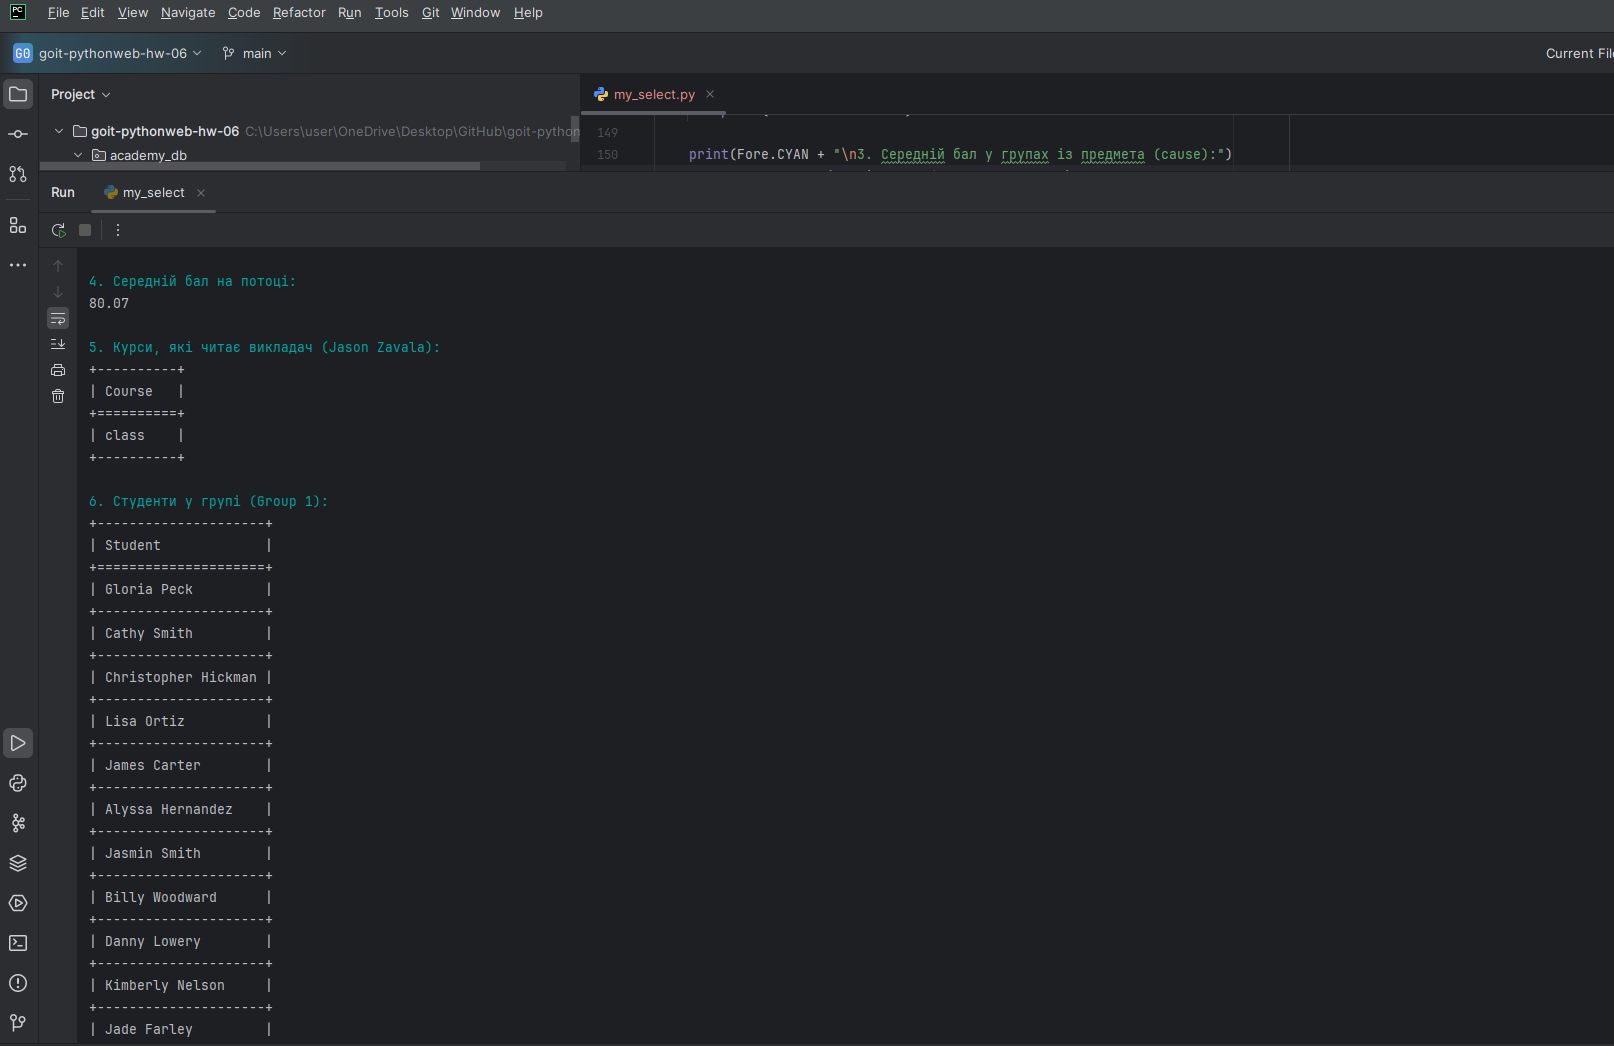 PC File Edit View Navigate Code Refactor Run Tools Git Window Help
GO goit-pythonweb-hw-06 main Current File
Project my_select.py
goit-pythonweb-hw-06 C:\Users\user\OneDrive\Desktop\GitHub\goit-python
149
academy_db
150 print(Fore.CYAN + "\n3. Середній бал у групах із предмета (cause):")
Run my_select
4. Середній бал на потоці:
80.07
5. Курси, які читає викладач (Jason Zavala):
+----------+
| Course   |
+==========+
| class    |
+----------+
6. Студенти у групі (Group 1):
+---------------------+
| Student             |
+=====================+
| Gloria Peck         |
+---------------------+
| Cathy Smith         |
+---------------------+
| Christopher Hickman |
+---------------------+
| Lisa Ortiz          |
+---------------------+
| James Carter        |
+---------------------+
| Alyssa Hernandez    |
+---------------------+
| Jasmin Smith        |
+---------------------+
| Billy Woodward      |
+---------------------+
| Danny Lowery        |
+---------------------+
| Kimberly Nelson     |
+---------------------+
| Jade Farley         |